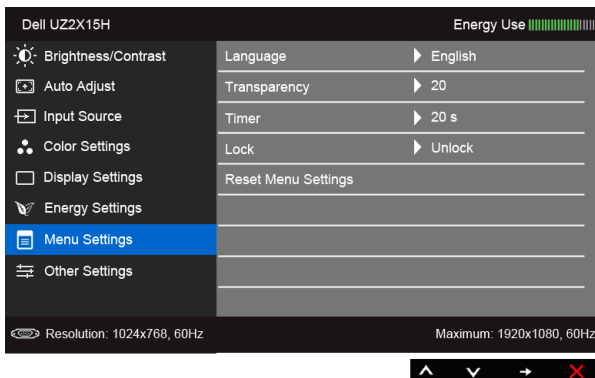 Dell UZ2X15H
Energy Use
Brightness/Contrast
Auto Adjust
Input Source
Color Settings
Display Settings
Energy Settings
Menu Settings
Other Settings
Language English
Transparency 20
Timer 20 s
Lock Unlock
Reset Menu Settings
Resolution: 1024x768, 60Hz
Maximum: 1920x1080, 60Hz